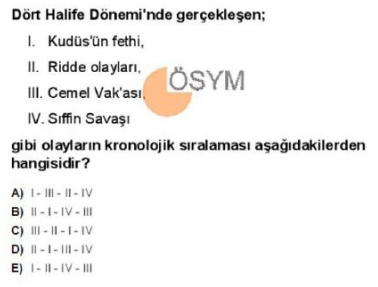 Dört Halife Dönemi'nde gerçekleşen;
I. Kudüs'ün fethi,
II. Ridde olayları,
III. Cemel Vak'ası,
IV. Sıffin Savaşı
ÖSYM
gibi olayların kronolojik sıralaması aşağıdakilerden
hangisidir?
A) I - III - II - IV
B) II - I - IV - III
C) III - II - I - IV
D) II - I - III - IV
E) I - II - IV - III